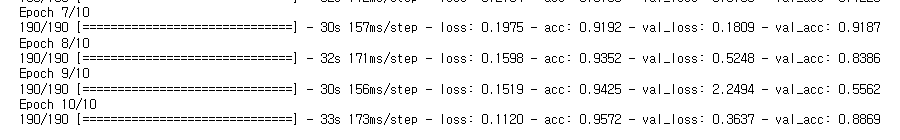 Epoch 7/10
190/190 [==============================] - 30s 157ms/step - loss: 0.1975 - acc: 0.9192 - val_loss: 0.1809 - val_acc: 0.9187
Epoch 8/10
190/190 [==============================] - 32s 171ms/step - loss: 0.1598 - acc: 0.9352 - val_loss: 0.5248 - val_acc: 0.8386
Epoch 9/10
190/190 [==============================] - 30s 156ms/step - loss: 0.1519 - acc: 0.9425 - val_loss: 2.2494 - val_acc: 0.5562
Epoch 10/10
190/190 [==============================] - 33s 173ms/step - loss: 0.1120 - acc: 0.9572 - val_loss: 0.3637 - val_acc: 0.8869